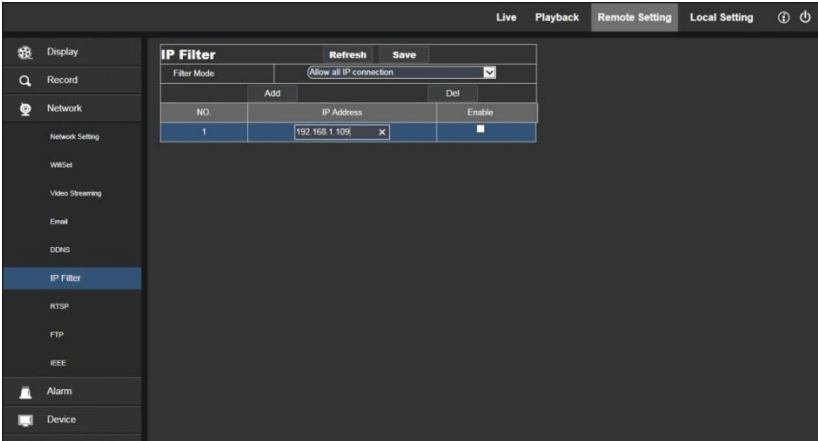 Live Playback Remote Setting Local Setting
Display
Record
Network
Network Setting
WifiSet
Video Streaming
Email
DDNS
IP Filter
RTSP
FTP
IEEE
Alarm
Device
IP Filter Refresh Save
Filter Mode Allow all IP connection
Add Del
NO. IP Address Enable
1 192.168.1.109